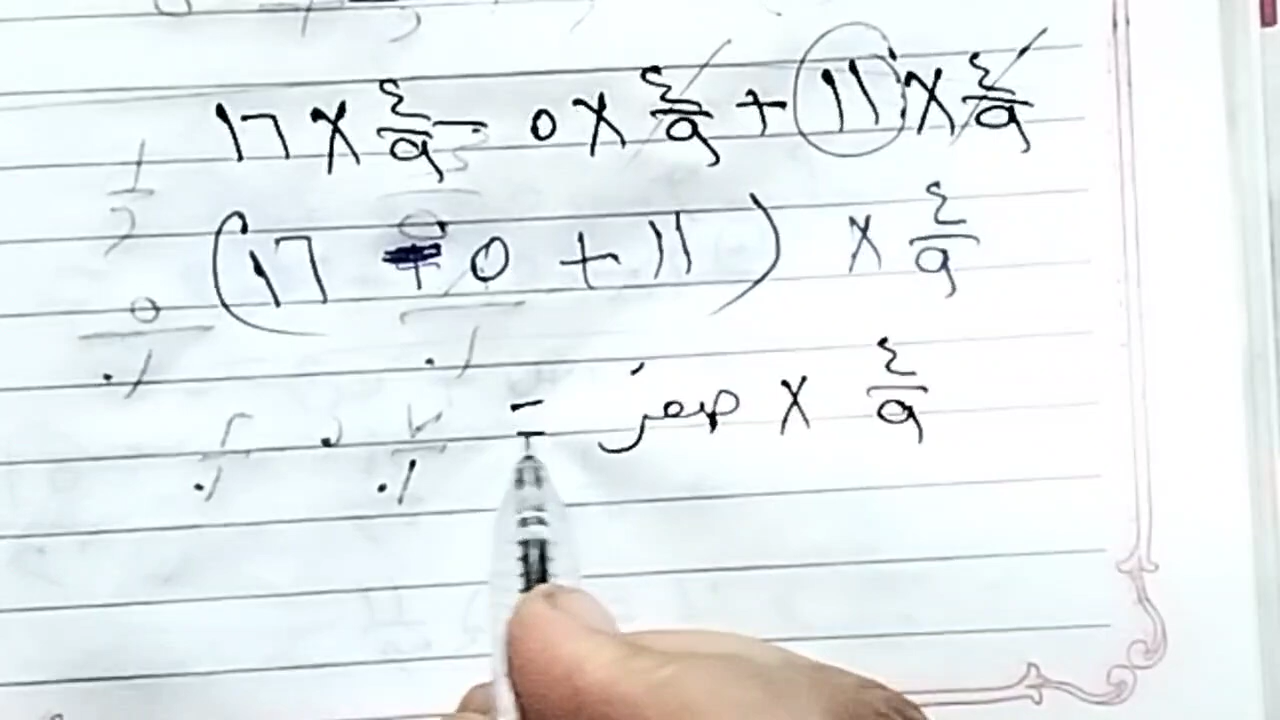 ٤/٩ × ١١ + ٤/٩ × ٥ - ٤/٩ × ١٦
٤/٩ × (١١ + ٥ - ١٦)
٤/٩ × صفر =